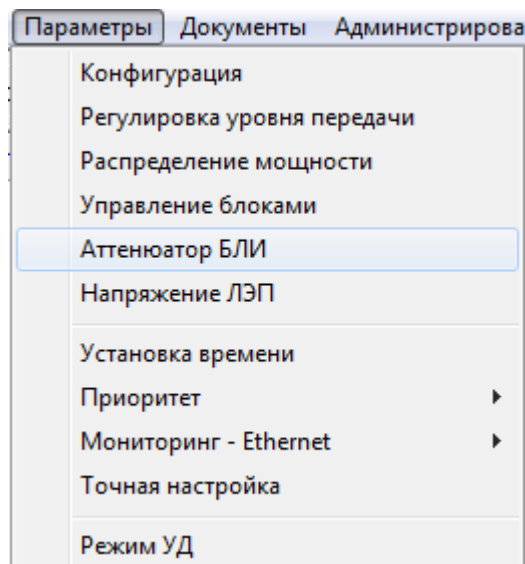 Параметры Документы Администрирова
Конфигурация
Регулировка уровня передачи
Распределение мощности
Управление блоками
Аттенюатор БЛИ
Напряжение ЛЭП
Установка времени
Приоритет
Мониторинг - Ethernet
Точная настройка
Режим УД